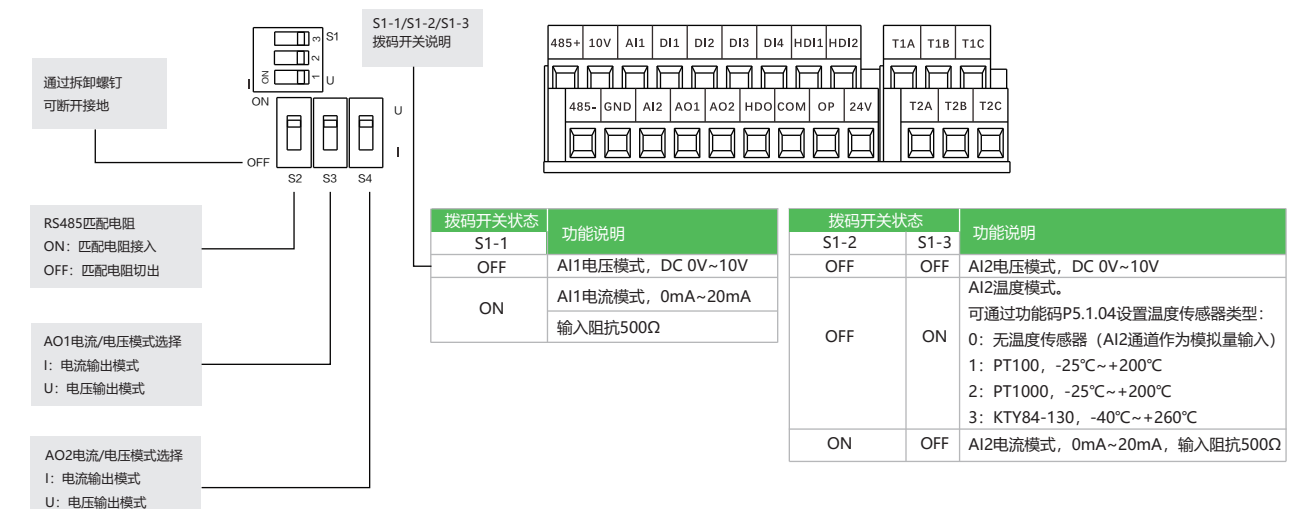 S1-1/S1-2/S1-3
拨码开关说明
3 S1
2
ON 1 U
I
ON
U
OFF
I
S2 S3 S4
通过拆卸螺钉
可断开接地
RS485匹配电阻
ON：匹配电阻接入
OFF：匹配电阻切出
AO1电流/电压模式选择
I：电流输出模式
U：电压输出模式
AO2电流/电压模式选择
I：电流输出模式
U：电压输出模式
485+ 10V AI1 DI1 DI2 DI3 DI4 HDI1 HDI2 T1A T1B T1C
485- GND AI2 AO1 AO2 HDO COM OP 24V T2A T2B T2C
拨码开关状态 功能说明
S1-1
OFF AI1电压模式，DC 0V~10V
ON AI1电流模式，0mA~20mA
输入阻抗500Ω
拨码开关状态 功能说明
S1-2 S1-3
OFF OFF AI2电压模式，DC 0V~10V
OFF ON AI2温度模式。
可通过功能码P5.1.04设置温度传感器类型：
0：无温度传感器（AI2通道作为模拟量输入）
1：PT100，-25℃~+200℃
2：PT1000，-25℃~+200℃
3：KTY84-130，-40℃~+260℃
ON OFF AI2电流模式，0mA~20mA，输入阻抗500Ω